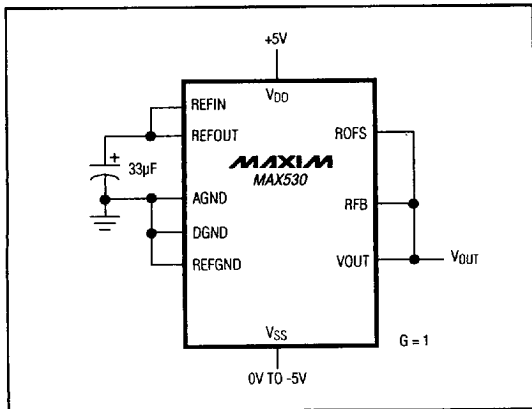 +5V
VDD
REFIN
REFOUT
ROFS
+
33µF
MAXIM
MAX530
AGND
RFB
DGND
REFGND
VOUT
VOUT
VSS
G = 1
0V TO -5V